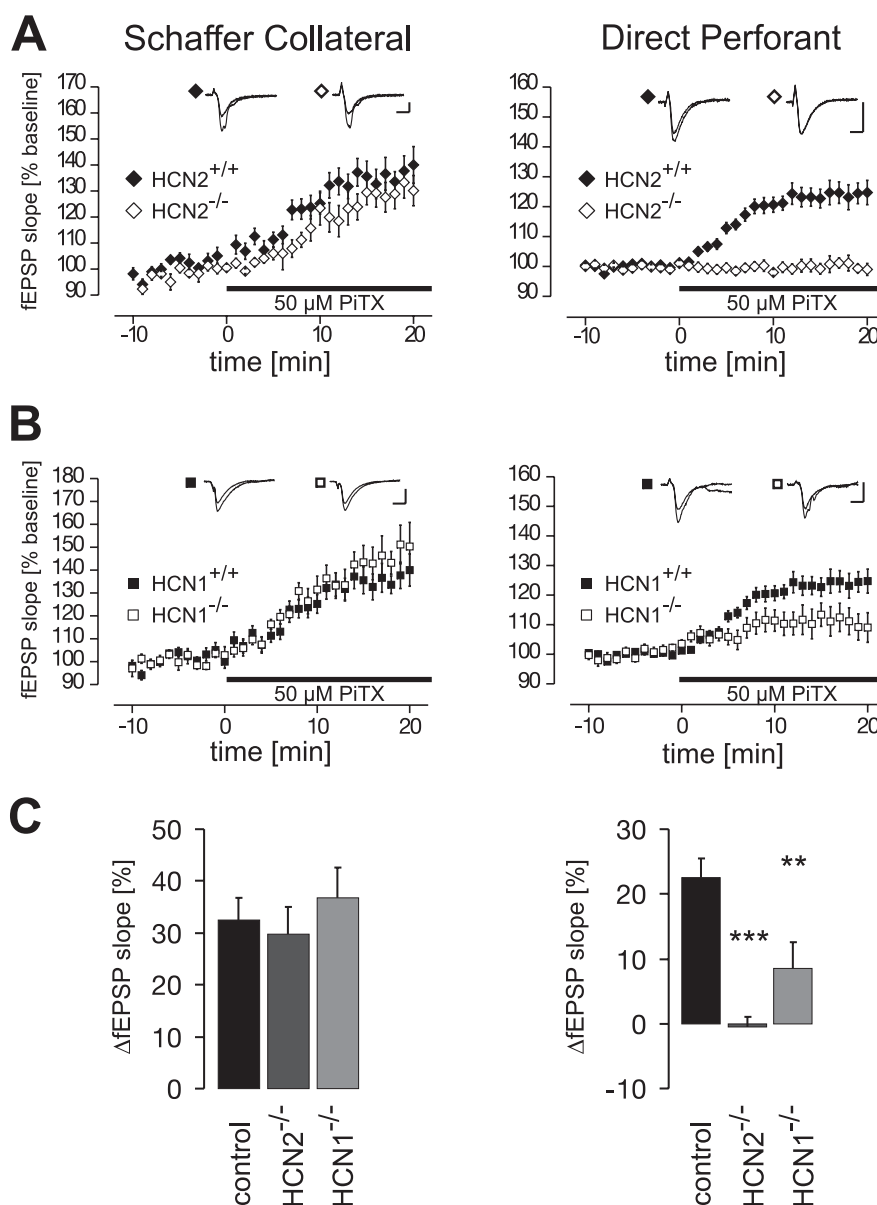 A
Schaffer Collateral
Direct Perforant
fEPSP slope [% baseline]
170
160
150
140
130
120
110
100
90
HCN2+/+
HCN2-/-
50 µM PiTX
-10
0
10
20
time [min]
160
150
140
130
120
110
100
90
HCN2+/+
HCN2-/-
50 µM PiTX
-10
0
10
20
time [min]
B
fEPSP slope [% baseline]
180
170
160
150
140
130
120
110
100
90
HCN1+/+
HCN1-/-
50 µM PiTX
-10
0
10
20
time [min]
160
150
140
130
120
110
100
90
HCN1+/+
HCN1-/-
50 µM PiTX
-10
0
10
20
time [min]
C
ΔfEPSP slope [%]
50
40
30
20
10
0
control
HCN2-/-
HCN1-/-
ΔfEPSP slope [%]
30
20
10
0
-10
***
**
control
HCN2-/-
HCN1-/-